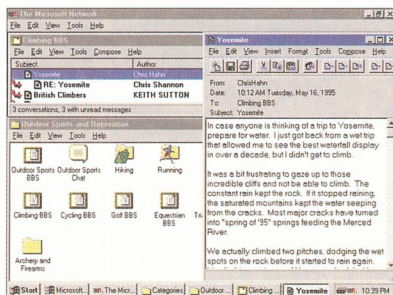 The Microsoft Network
File Edit View Tools Help
Climbing BBS
File Edit View Tools Compose Help
Subject Author
Yosemite Chris Hahn
RE: Yosemite Chris Shannon
British Climbers KEITH SUTTON
3 conversations, 3 with unread messages
Outdoor Sports and Recreation
File Edit View Tools Help
Outdoor Sports BBS
Outdoor Sports Chat
Hiking
Running
Climbing BBS
Cycling BBS
Golf BBS
Equestrian BBS
Archery and Firearms
Yosemite
File Edit View Insert Format Tools Compose Help
From: ChrisHahn
Date: 10:12 AM Tuesday, May 16, 1995
To: Climbing BBS
Subject: Yosemite
In case anyone is thinking of a trip to Yosemite,
prepare for water. I just got back from a wet trip
that allowed me to see the best waterfall display
in over a decade, but I didn't get to climb.
It was a bit frustrating to gaze up to those
incredible cliffs and not be able to climb. The
constant rain kept the rock. If it stopped raining,
the saturated mountains kept the water seeping
from the cracks. Most major cracks have turned
into "spring of '95" springs feeding the Merced
River.
We actually climbed two pitches, dodging the wet
spots on the rock before it started to rain again.
Start Microsoft... The Micr... Categories Outdoor ... Climbing ... Yosemite 10:39 PM